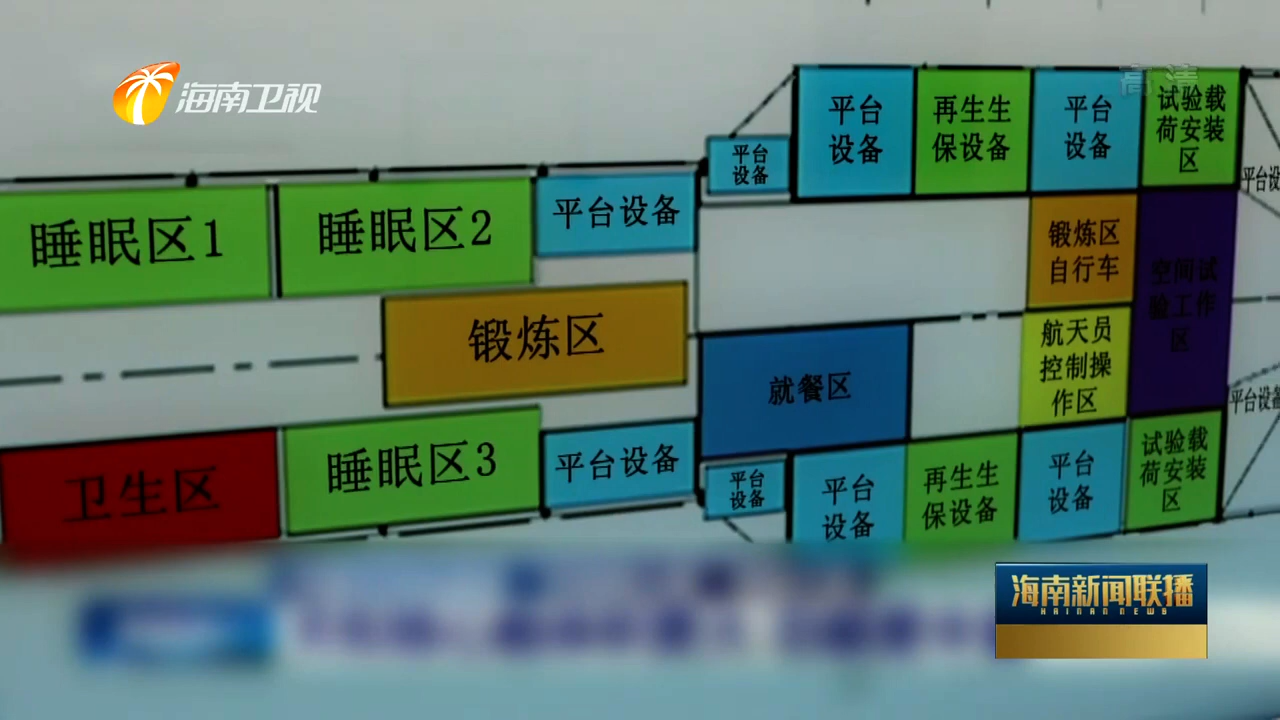 海南卫视
高清
平台
设备
平台
设备
再生生
保设备
平台
设备
试验载
荷安装
区
平台设
睡眠区1
睡眠区2
平台设备
锻炼区
自行车
空间试
验工作
区
锻炼区
航天员
控制操
作区
就餐区
平台设备
卫生区
睡眠区3
平台设备
平台
设备
平台
设备
再生生
保设备
平台
设备
试验载
荷安装
区
海南新闻联播
HAINAN NEWS